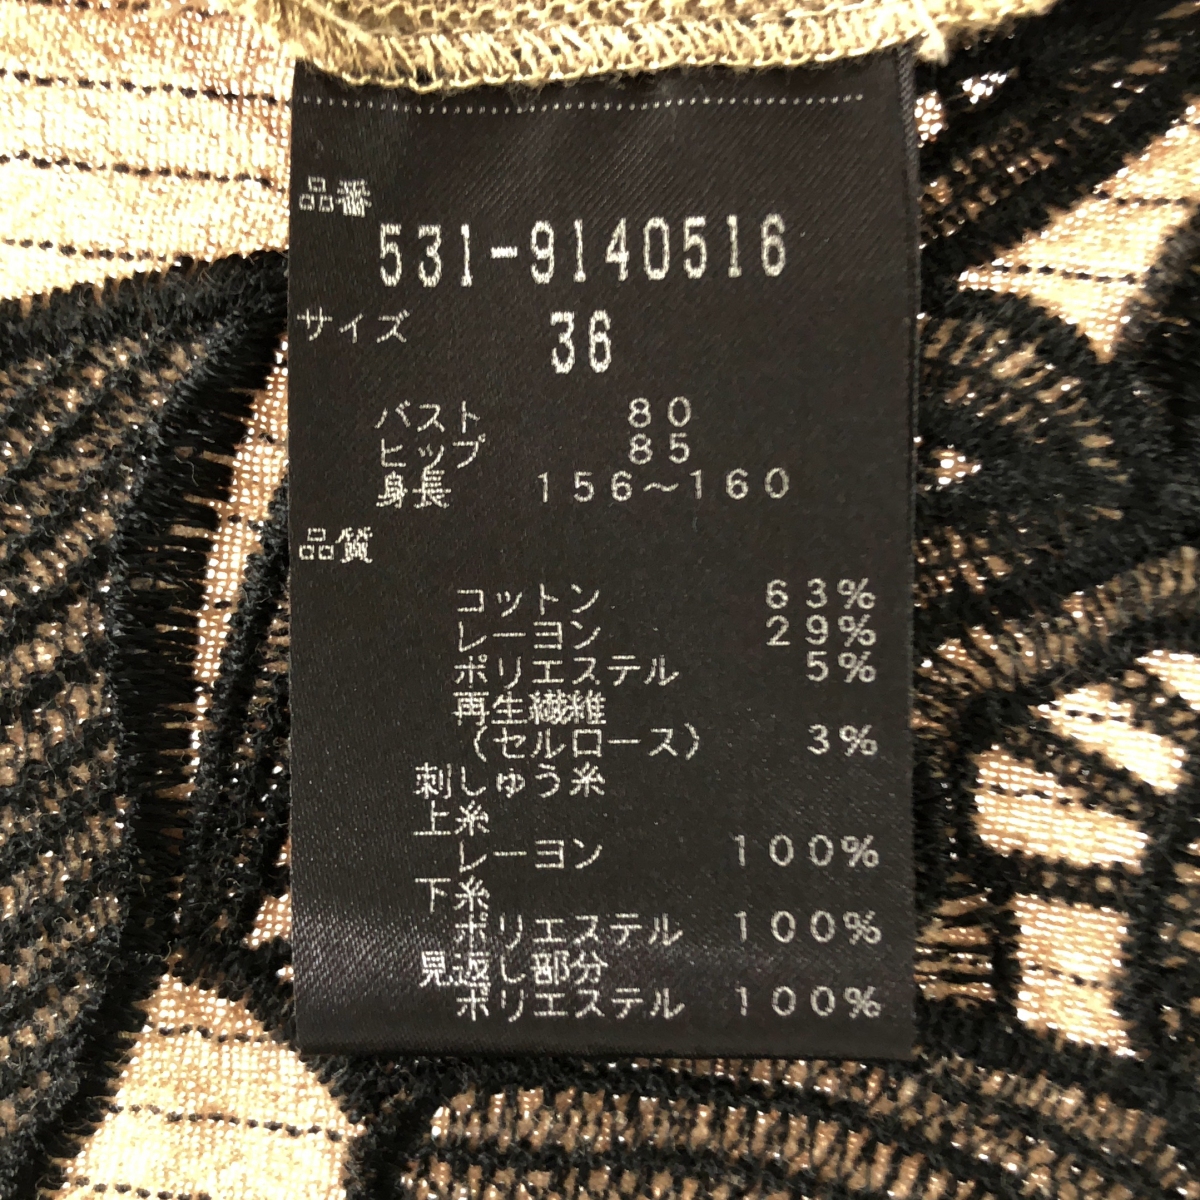 品番
531-9140516
サイズ 36
バスト 80
ヒップ 85
身長 156〜160
品質
コットン 63%
レーヨン 29%
ポリエステル 5%
再生繊維
(セルロース) 3%
刺しゅう糸
上糸
レーヨン 100%
下糸
ポリエステル 100%
見返し部分
ポリエステル 100%